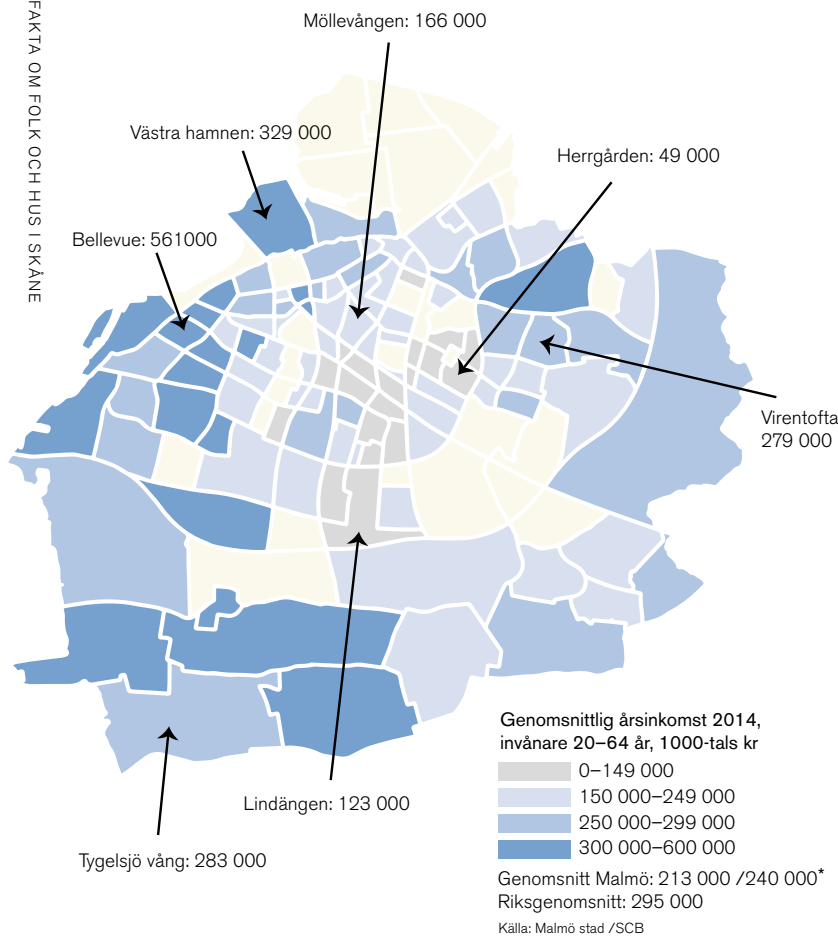 FAKTA OM FOLK OCH HUS I SKÅNE
Möllevången: 166 000
Västra hamnen: 329 000
Herrgården: 49 000
Bellevue: 561000
Virentofta
279 000
Genomsnittlig årsinkomst 2014,
invånare 20–64 år, 1000-tals kr
0–149 000
150 000–249 000
250 000–299 000
300 000–600 000
Lindängen: 123 000
Tygelsjö vång: 283 000
Genomsnitt Malmö: 213 000 /240 000*
Riksgenomsnitt: 295 000
Källa: Malmö stad /SCB